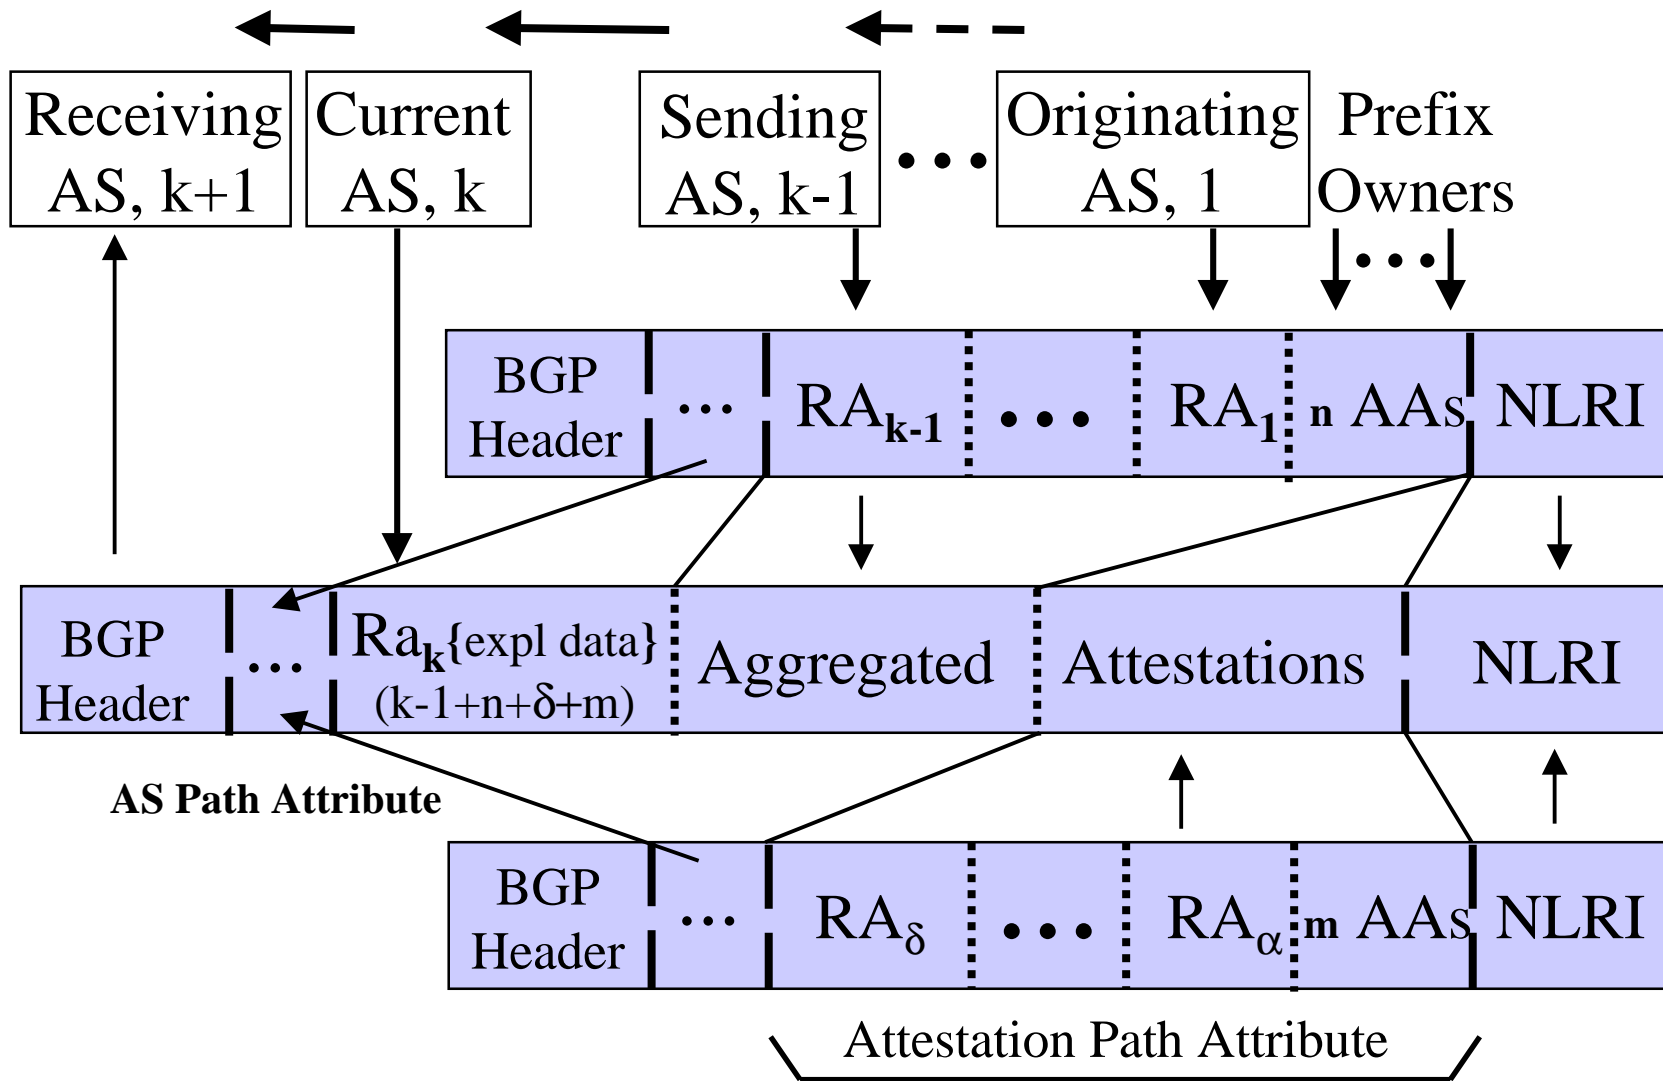 Receiving
AS, k+1
Current
AS, k
Sending
AS, k-1
•••
Originating
AS, 1
Prefix
Owners
•••
BGP
Header
...
RAk-1
•••
RA1
n AAs
NLRI
BGP
Header
...
Rak{expl data}
(k-1+n+δ+m)
Aggregated
Attestations
NLRI
AS Path Attribute
BGP
Header
...
RAδ
•••
RAα
m AAs
NLRI
Attestation Path Attribute